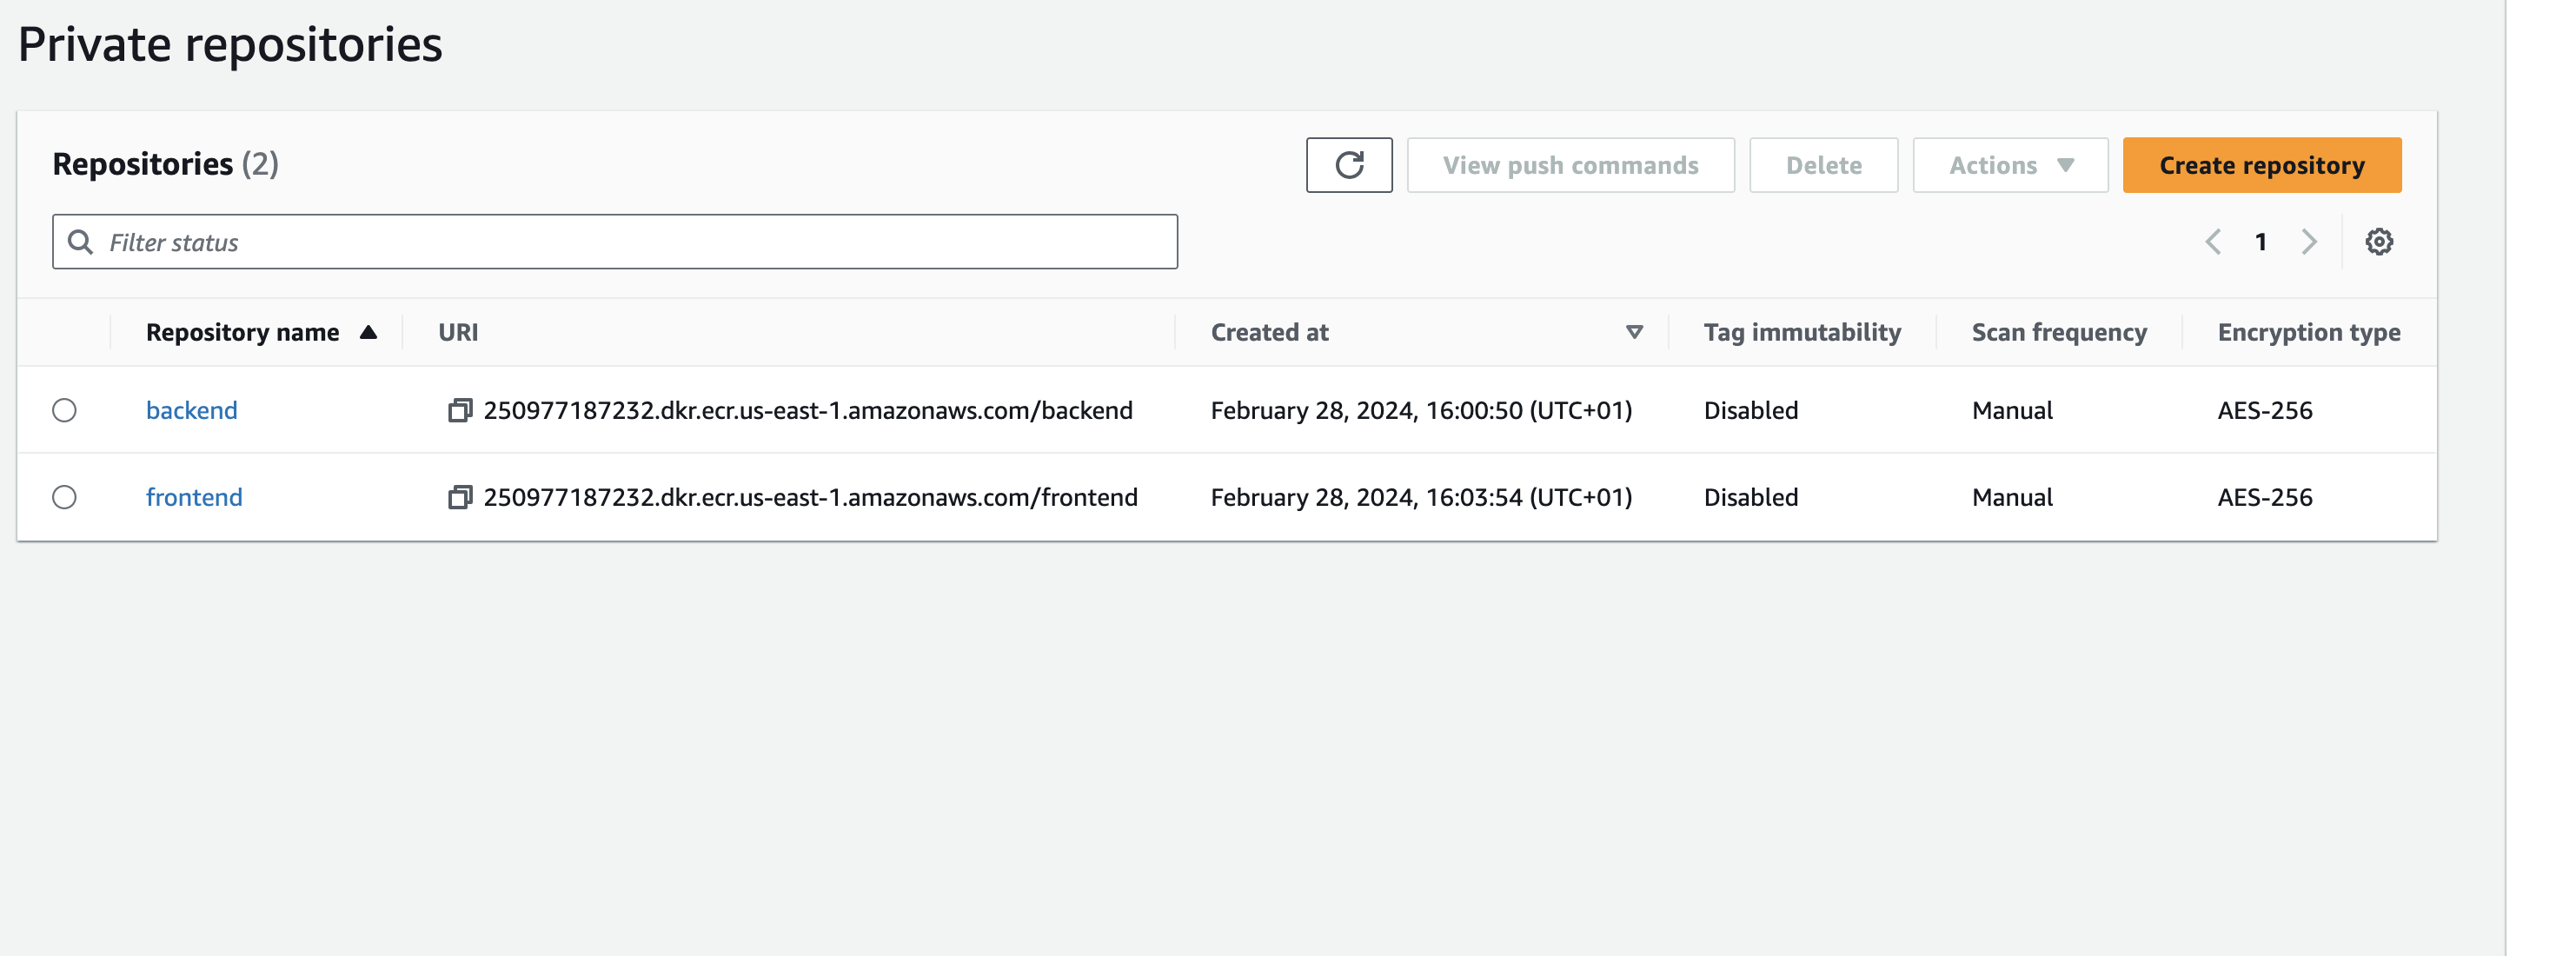 Private repositories
Repositories (2)
View push commands
Delete
Actions
Create repository
Filter status
1
Repository name URI Created at Tag immutability Scan frequency Encryption type
backend 250977187232.dkr.ecr.us-east-1.amazonaws.com/backend February 28, 2024, 16:00:50 (UTC+01) Disabled Manual AES-256
frontend 250977187232.dkr.ecr.us-east-1.amazonaws.com/frontend February 28, 2024, 16:03:54 (UTC+01) Disabled Manual AES-256